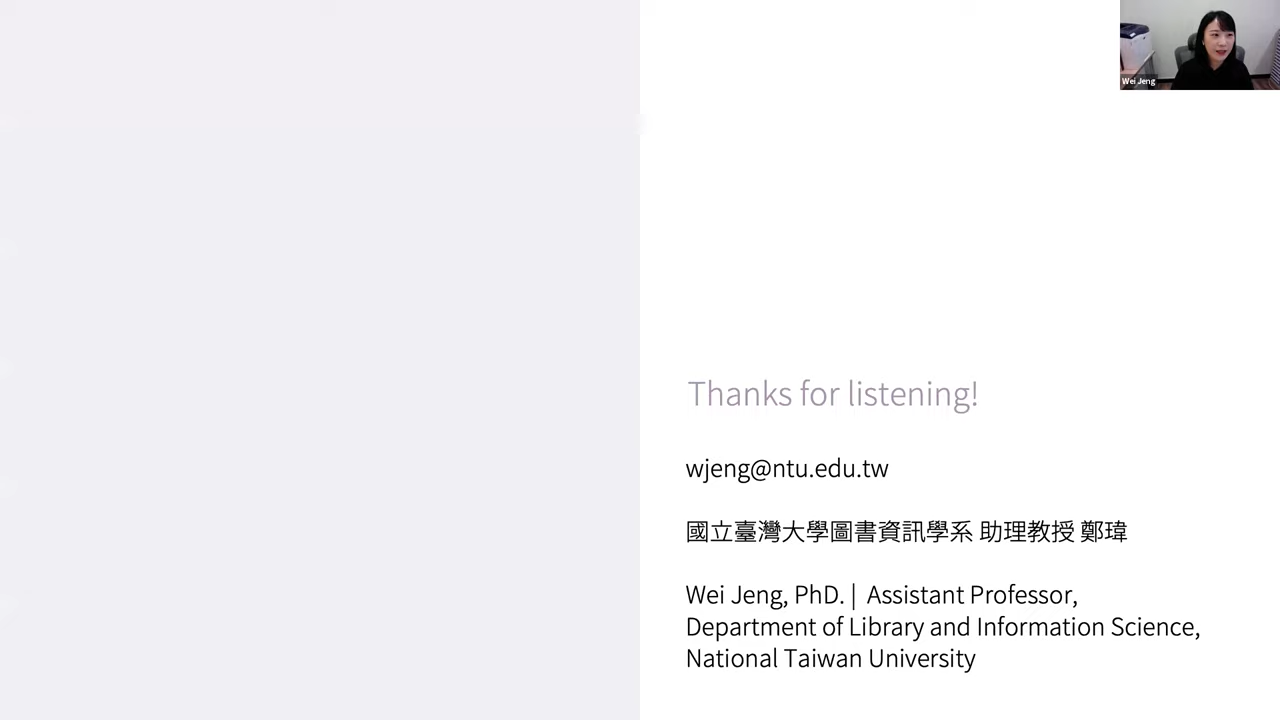 Wei Jeng
Thanks for listening!
wjeng@ntu.edu.tw
國立臺灣大學圖書資訊學系 助理教授 鄭瑋
Wei Jeng, PhD. | Assistant Professor,
Department of Library and Information Science,
National Taiwan University